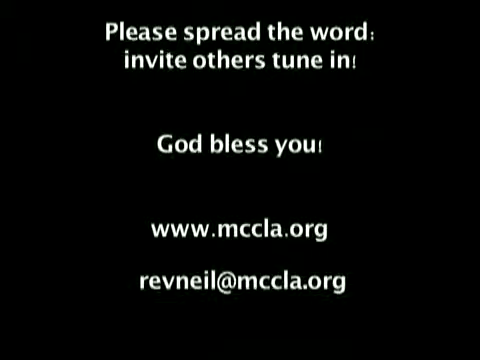 Please spread the word:
invite others tune in!
God bless you!
www.mccla.org
revneil@mccla.org